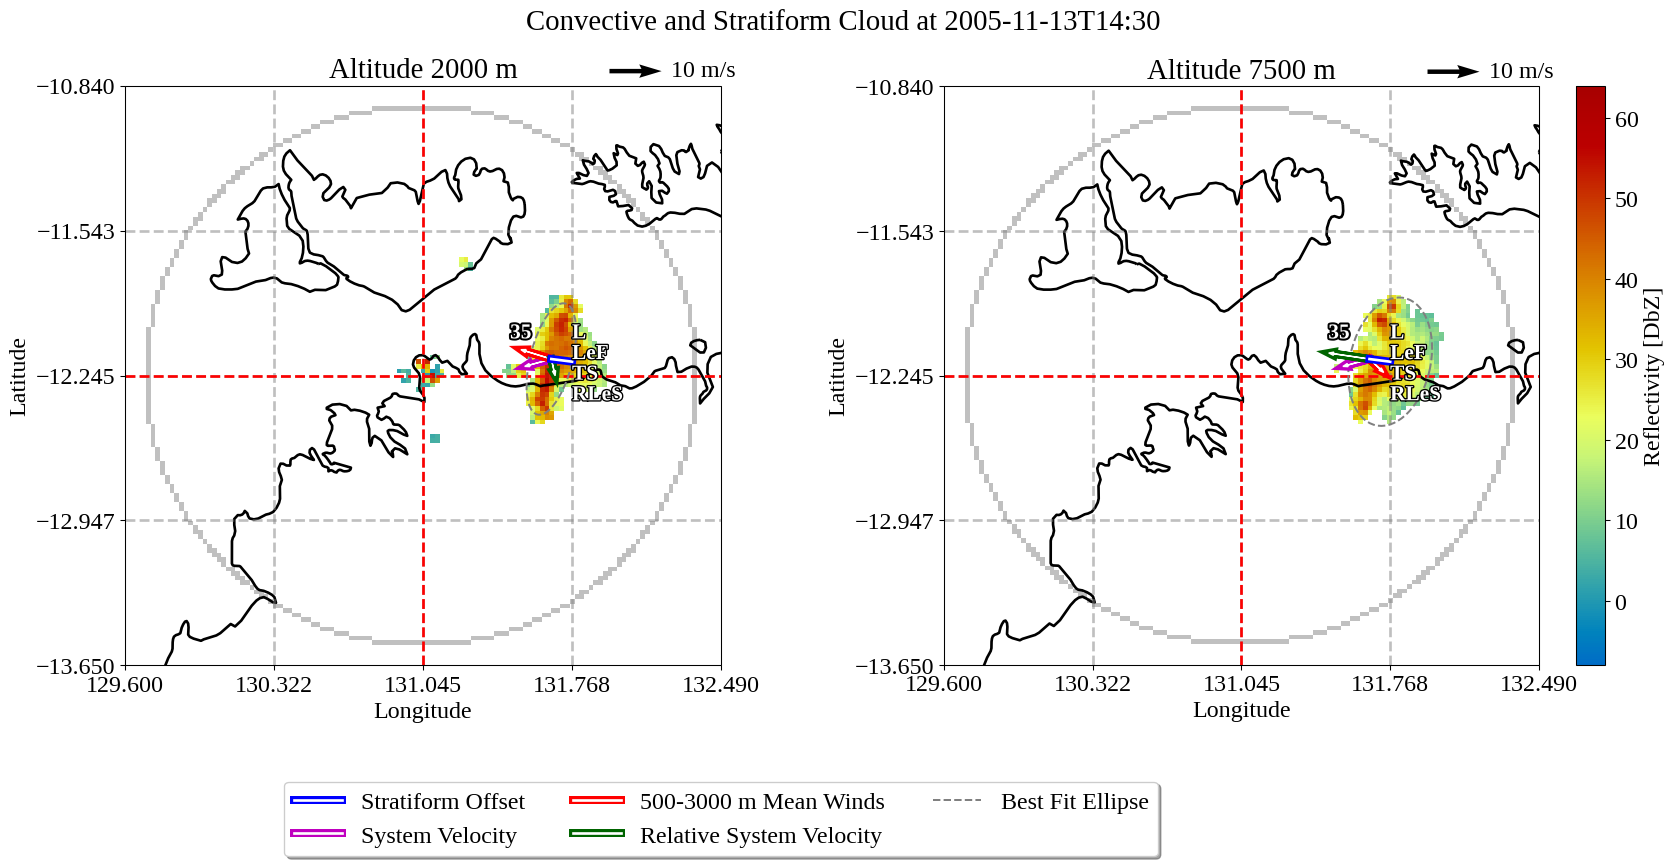 Convective and Stratiform Cloud at 2005-11-13T14:30
Altitude 2000 m
10 m/s
Altitude 7500 m
10 m/s
−10.840
−11.543
−12.245
−12.947
−13.650
Latitude
129.600
130.322
131.045
131.768
132.490
Longitude
35
L
LeF
TS
RLeS
−10.840
−11.543
−12.245
−12.947
−13.650
Latitude
129.600
130.322
131.045
131.768
132.490
Longitude
35
L
LeF
TS
RLeS
60
50
40
30
20
10
0
Reflectivity [DbZ]
Stratiform Offset
500-3000 m Mean Winds
Best Fit Ellipse
System Velocity
Relative System Velocity